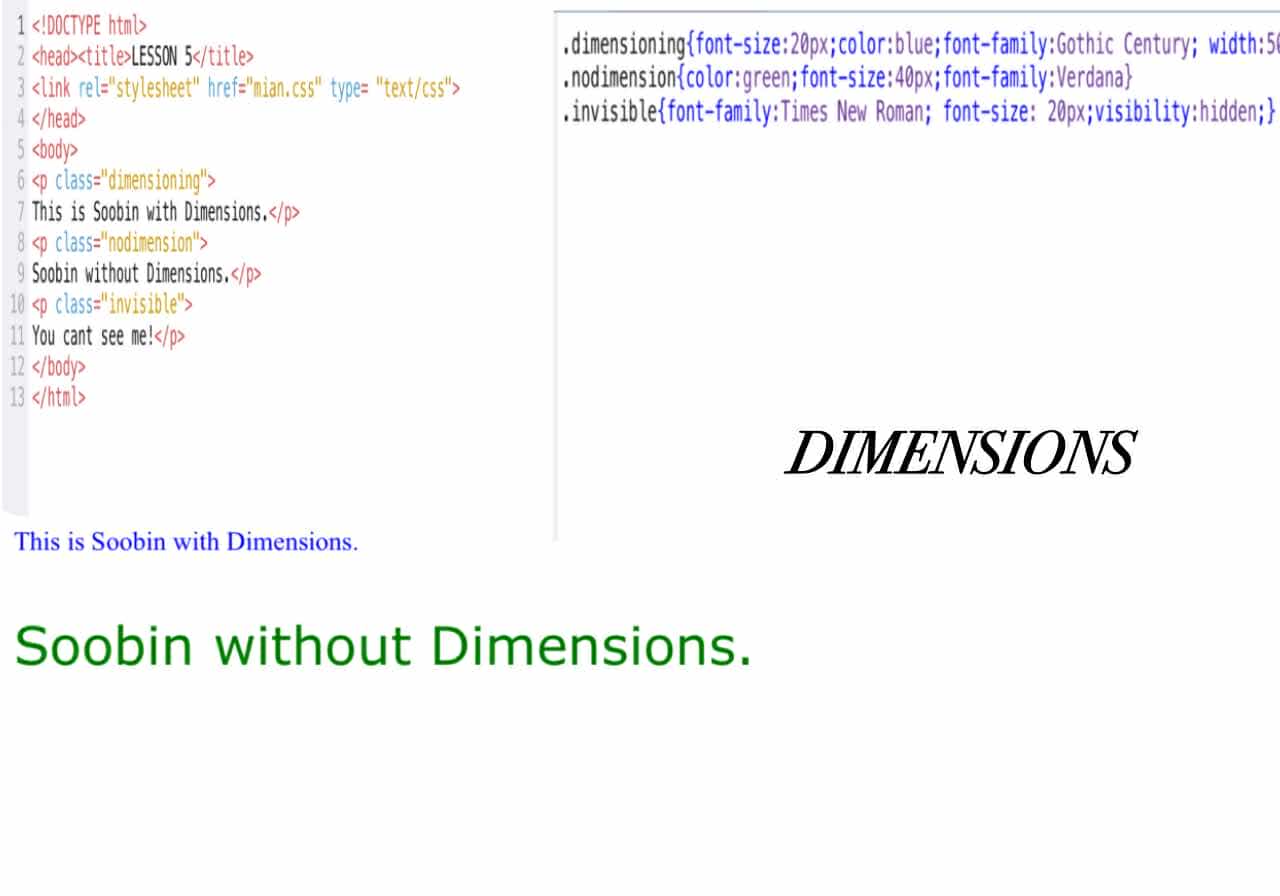 1 <!DOCTYPE html>
2 <head><title>LESSON 5</title>
3 <link rel="stylesheet" href="mian.css" type= "text/css">
4 </head>
5 <body>
6 <p class="dimensioning">
7 This is Soobin with Dimensions.</p>
8 <p class="nodimension">
9 Soobin without Dimensions.</p>
10 <p class="invisible">
11 You cant see me!</p>
12 </body>
13 </html>
.dimensioning{font-size:20px;color:blue;font-family:Gothic Century; width:50
.nodimension{color:green;font-size:40px;font-family:Verdana}
.invisible{font-family:Times New Roman; font-size: 20px;visibility:hidden;}
DIMENSIONS
This is Soobin with Dimensions.
Soobin without Dimensions.